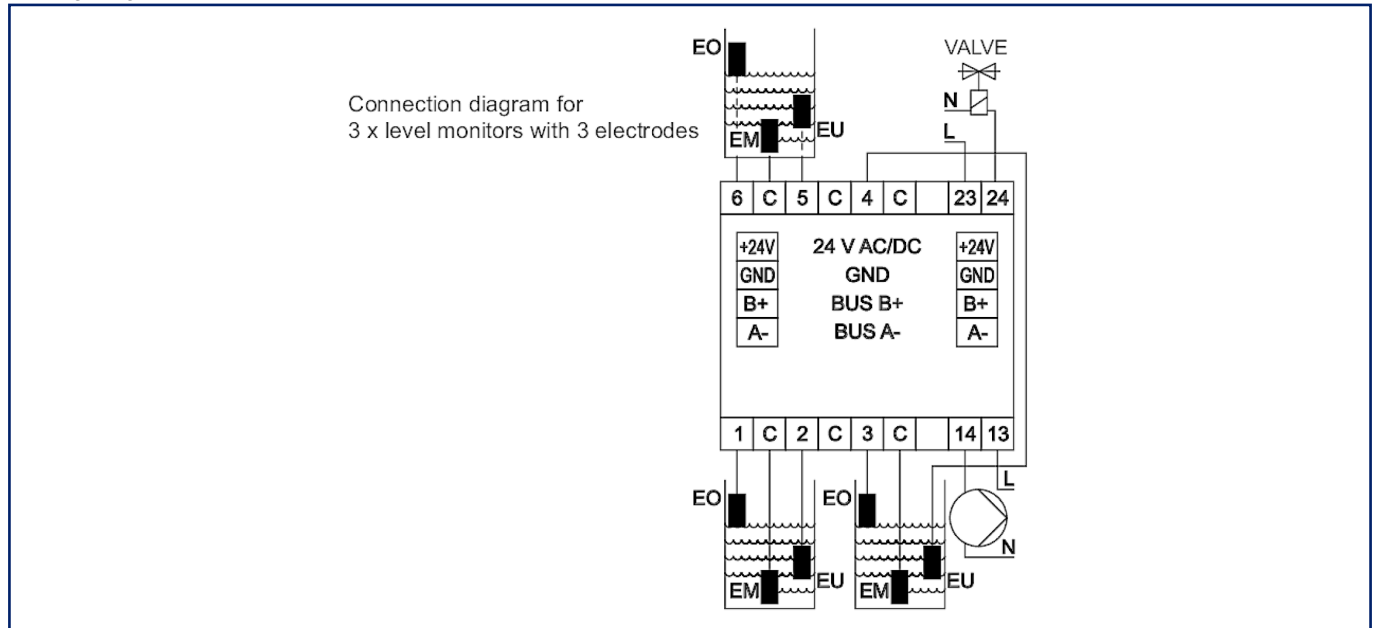 EO
VALVE
Connection diagram for
3 x level monitors with 3 electrodes
N
EM EU
L
6 C 5 C 4 C 23 24
+24V 24 V AC/DC +24V
GND GND GND
B+ BUS B+ B+
A- BUS A- A-
1 C 2 C 3 C 14 13
L
EO EO
N
EM EU EM EU